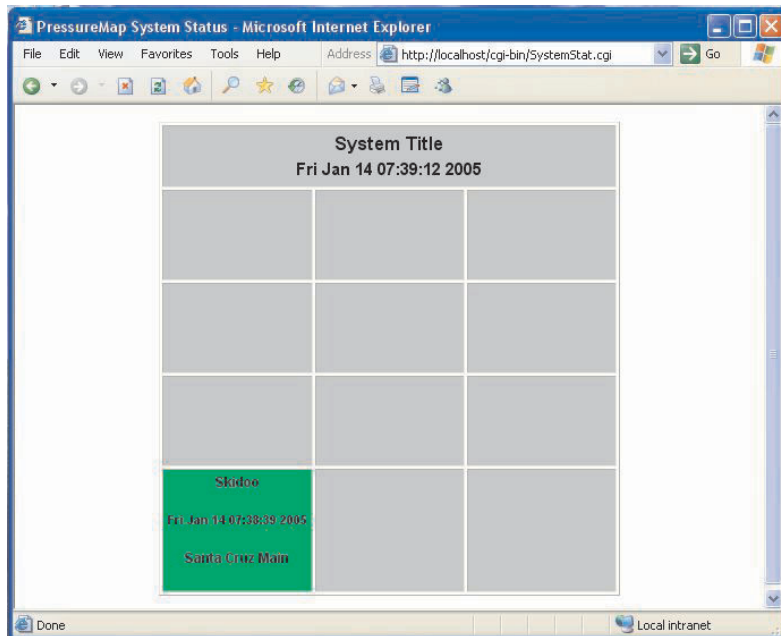 PressureMap System Status - Microsoft Internet Explorer
File Edit View Favorites Tools Help Address http://localhost/cgi-bin/SystemStat.cgi Go
System Title
Fri Jan 14 07:39:12 2005
Skidoo
Fri Jan 14 07:38:39 2005
Santa Cruz Main
Done Local intranet